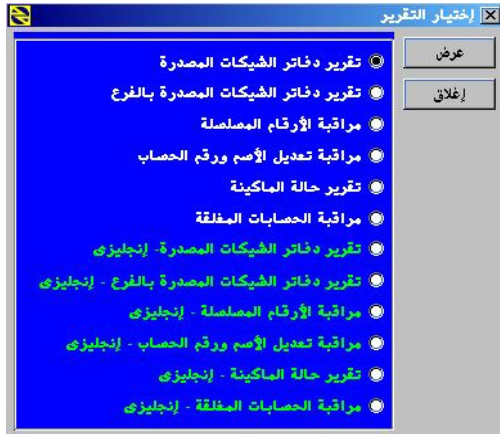 إختيار التقرير
عرض
إغلاق
تقرير دفاتر الشيكات المصدرة
تقرير دفاتر الشيكات المصدرة بالفرع
مراقبة الأرقام المسلسلة
مراقبة تعديل الأسم ورقم الحساب
تقرير حالة الماكينة
مراقبة الحسابات المغلقة
تقرير دفاتر الشيكات المصدرة- إنجليزى
تقرير دفاتر الشيكات المصدرة بالفرع - إنجليزى
مراقبة الأرقام المسلسلة - إنجليزى
مراقبة تعديل الأسم ورقم الحساب - إنجليزى
تقرير حالة الماكينة - إنجليزى
مراقبة الحسابات المغلقة - إنجليزى